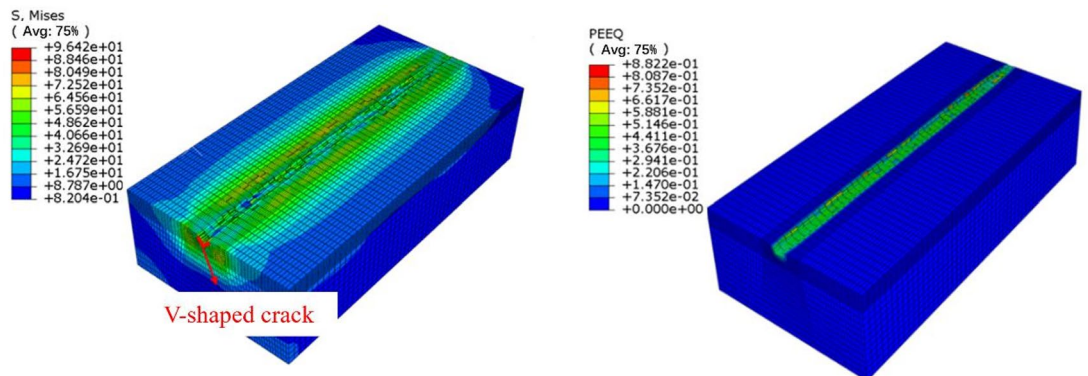 S, Mises
(Avg: 75%)
+9.642e+01
+8.846e+01
+8.049e+01
+7.252e+01
+6.456e+01
+5.659e+01
+4.862e+01
+4.066e+01
+3.269e+01
+2.472e+01
+1.675e+01
+8.787e+00
+8.204e-01
V-shaped crack
PEEQ
(Avg: 75%)
+8.822e-01
+8.087e-01
+7.352e-01
+6.617e-01
+5.881e-01
+5.146e-01
+4.411e-01
+3.676e-01
+2.941e-01
+2.206e-01
+1.470e-01
+7.352e-02
+0.000e+00